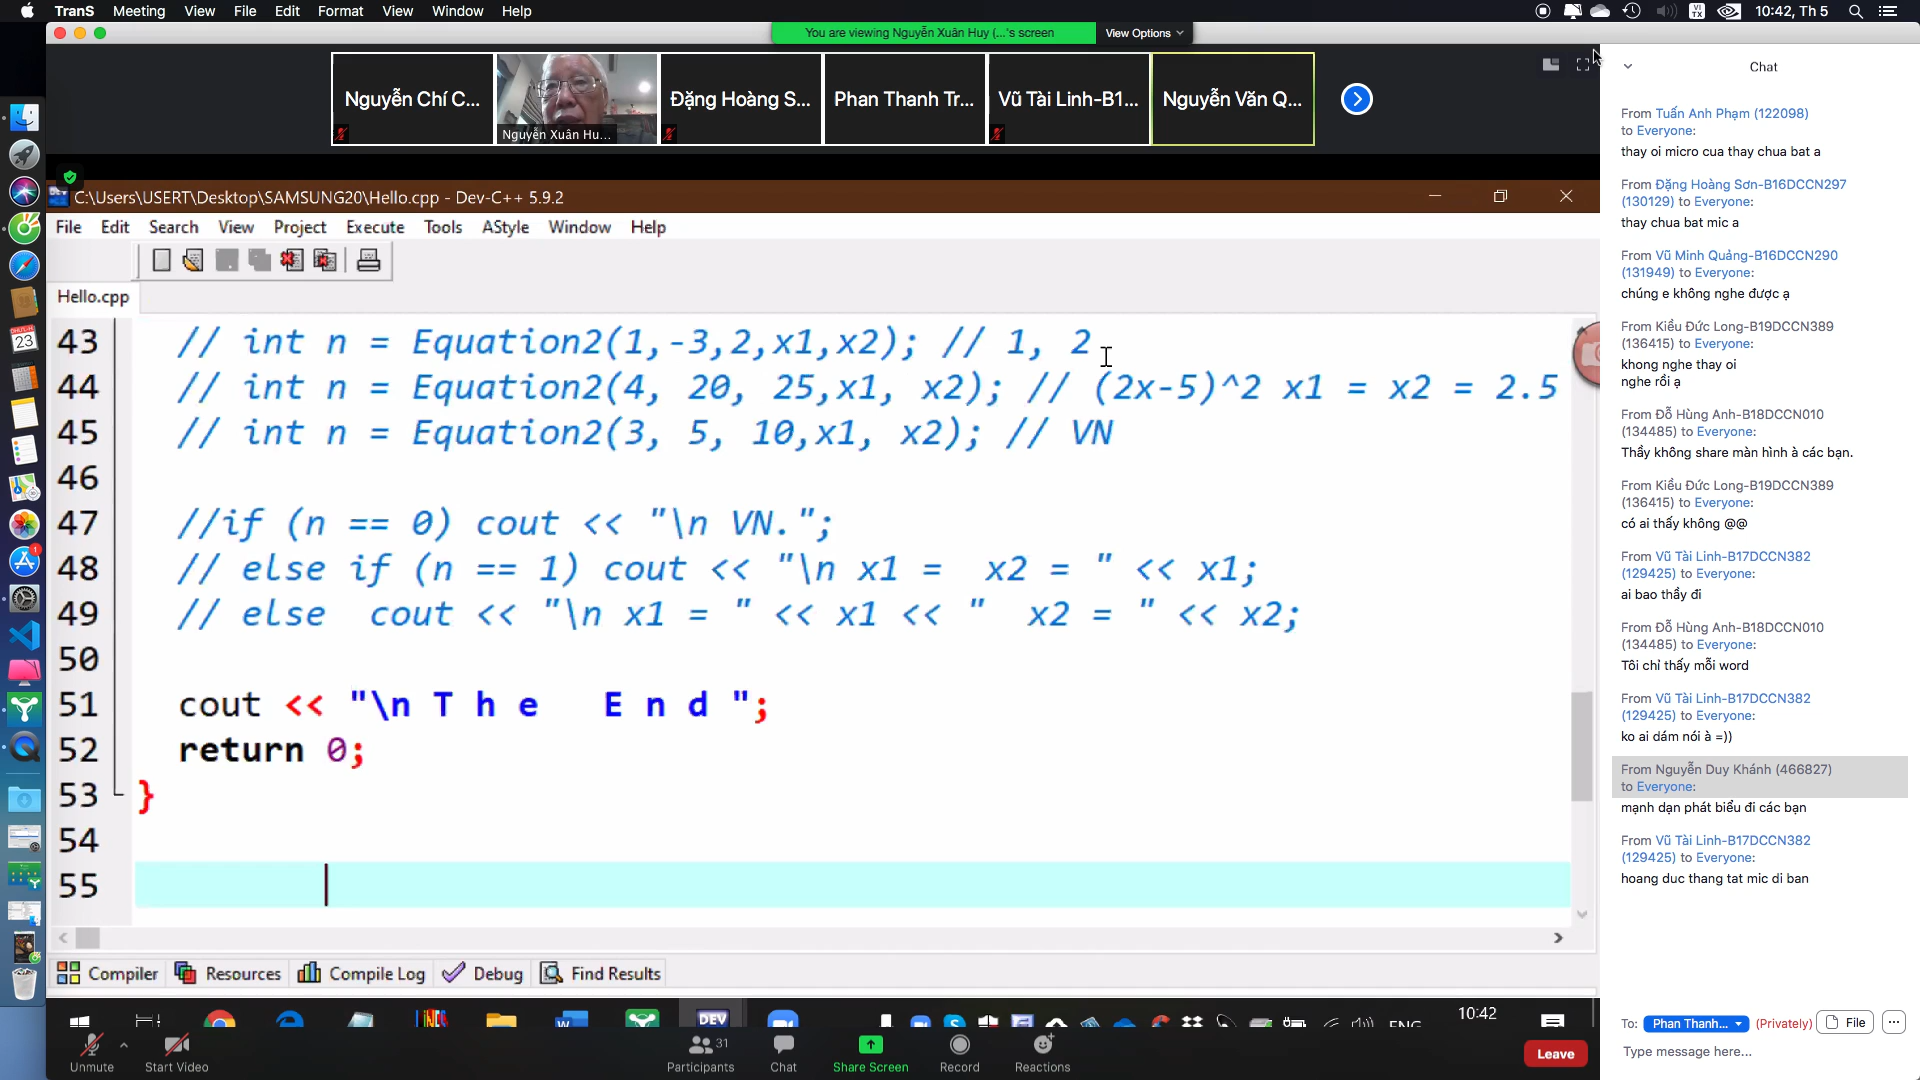 TranS Meeting View File Edit Format View Window Help
VI
TX
10:42, Th 5
You are viewing Nguyễn Xuân Huy (...'s screen
View Options
Nguyễn Chí C...
Nguyễn Xuân Hu...
Đặng Hoàng S...
Phan Thanh Tr...
Vũ Tài Linh-B1...
Nguyễn Văn Q...
C:\Users\USERT\Desktop\SAMSUNG20\Hello.cpp - Dev-C++ 5.9.2
File Edit Search View Project Execute Tools AStyle Window Help
Hello.cpp
43 // int n = Equation2(1,-3,2,x1,x2); // 1, 2
44 // int n = Equation2(4, 20, 25,x1, x2); // (2x-5)^2 x1 = x2 = 2.5
45 // int n = Equation2(3, 5, 10,x1, x2); // VN
46
47 //if (n == 0) cout << "\n VN.";
48 // else if (n == 1) cout << "\n x1 =  x2 = " << x1;
49 // else  cout << "\n x1 = " << x1 << "  x2 = " << x2;
50
51 cout << "\n T h e   E n d ";
52 return 0;
53 }
54
55
Compiler Resources Compile Log Debug Find Results
DEV
ENG
10:42
Unmute
Start Video
Participants 31
Chat
Share Screen
Record
Reactions
Leave
Chat
From Tuấn Anh Phạm (122098)
to Everyone:
thay oi micro cua thay chua bat a
From Đặng Hoàng Sơn-B16DCCN297
(130129) to Everyone:
thay chua bat mic a
From Vũ Minh Quảng-B16DCCN290
(131949) to Everyone:
chúng e không nghe được ạ
From Kiều Đức Long-B19DCCN389
(136415) to Everyone:
khong nghe thay oi
nghe rồi ạ
From Đỗ Hùng Anh-B18DCCN010
(134485) to Everyone:
Thầy không share màn hình à các bạn.
From Kiều Đức Long-B19DCCN389
(136415) to Everyone:
có ai thấy không @@
From Vũ Tài Linh-B17DCCN382
(129425) to Everyone:
ai bao thầy đi
From Đỗ Hùng Anh-B18DCCN010
(134485) to Everyone:
Tôi chỉ thấy mỗi word
From Vũ Tài Linh-B17DCCN382
(129425) to Everyone:
ko ai dám nói à =))
From Nguyễn Duy Khánh (466827)
to Everyone:
mạnh dạn phát biểu đi các bạn
From Vũ Tài Linh-B17DCCN382
(129425) to Everyone:
hoang duc thang tat mic di ban
To: Phan Thanh... (Privately) File
Type message here...
23
1